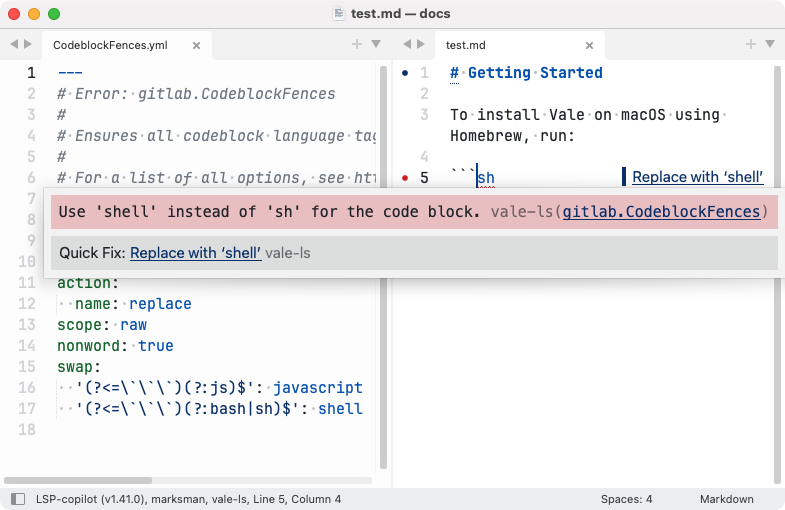 test.md — docs
CodeblockFences.yml
1 ---
2 # Error: gitlab.CodeblockFences
3 #
4 # Ensures all codeblock language tag
5 #
6 # For a list of all options, see htt
7
8
9
10
11 action:
12 name: replace
13 scope: raw
14 nonword: true
15 swap:
16 '(?<=\`\`\`)(?:js)$': javascript
17 '(?<=\`\`\`)(?:bash|sh)$': shell
18
test.md
1 # Getting Started
2
3 To install Vale on macOS using
Homebrew, run:
4
5 ```sh Replace with ‘shell’
Use 'shell' instead of 'sh' for the code block. vale-ls(gitlab.CodeblockFences)
Quick Fix: Replace with ‘shell’ vale-ls
LSP-copilot (v1.41.0), marksman, vale-ls, Line 5, Column 4
Spaces: 4
Markdown